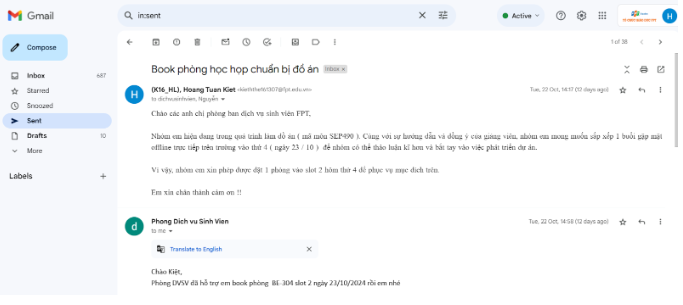 Gmail
in:sent
Active
H
Compose
Inbox 687
Starred
Snoozed
Sent
Drafts 10
More
Labels
1 of 38
Book phòng học họp chuẩn bị đồ án Inbox
H
(K16_HL), Hoang Tuan Kiet
Tue, 22 Oct, 14:17 (12 days ago)
to dichvusinhvien, Nguyễn
Chào các anh chị phòng ban dịch vụ sinh viên FPT,
Nhóm em hiện đang trong quá trình làm đồ án ( mã môn SEP490 ). Cùng với sự hướng dẫn và đồng ý của giảng viên, nhóm em mong muốn sắp xếp 1 buổi gặp mặt
offline trực tiếp trên trường vào thứ 4 ( ngày 23 / 10 ) để nhóm có thể thảo luận kĩ hơn và bắt tay vào việc phát triển dự án.
Vì vậy, nhóm em xin phép được đặt 1 phòng vào slot 2 hôm thứ 4 để phục vụ mục đích trên.
Em xin chân thành cảm ơn !!
d
Phong Dich vu Sinh Vien
Tue, 22 Oct, 14:58 (12 days ago)
to me
Translate to English
Chào Kiệt,
Phòng DVSV đã hỗ trợ em book phòng BE-304 slot 2 ngày 23/10/2024 rồi em nhé